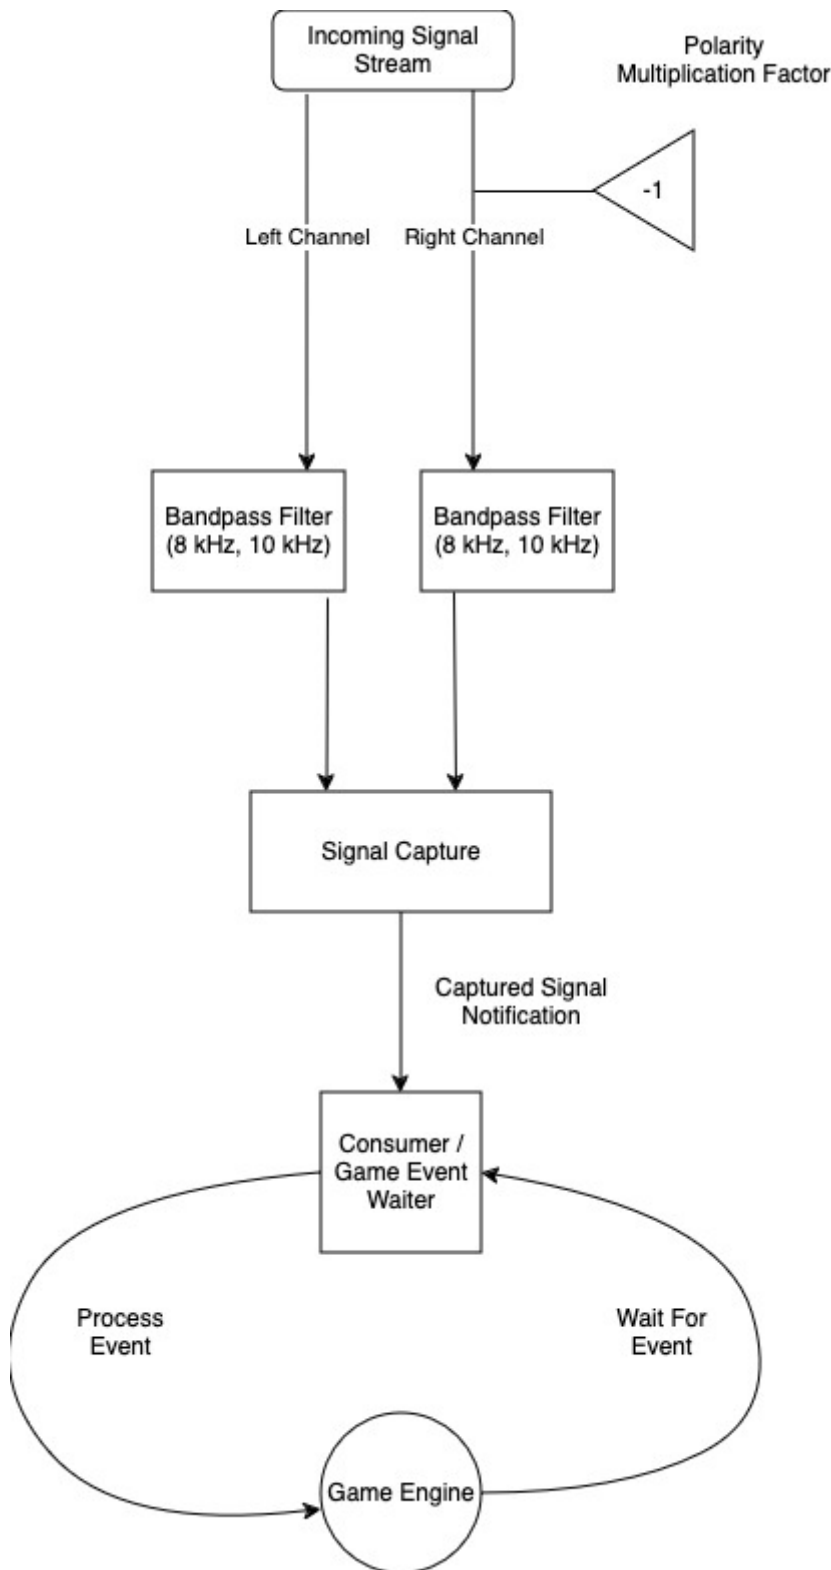 Incoming Signal
Stream
Polarity
Multiplication Factor
-1
Left Channel
Right Channel
Bandpass Filter
(8 kHz, 10 kHz)
Bandpass Filter
(8 kHz, 10 kHz)
Signal Capture
Captured Signal
Notification
Consumer /
Game Event
Waiter
Process
Event
Wait For
Event
Game Engine